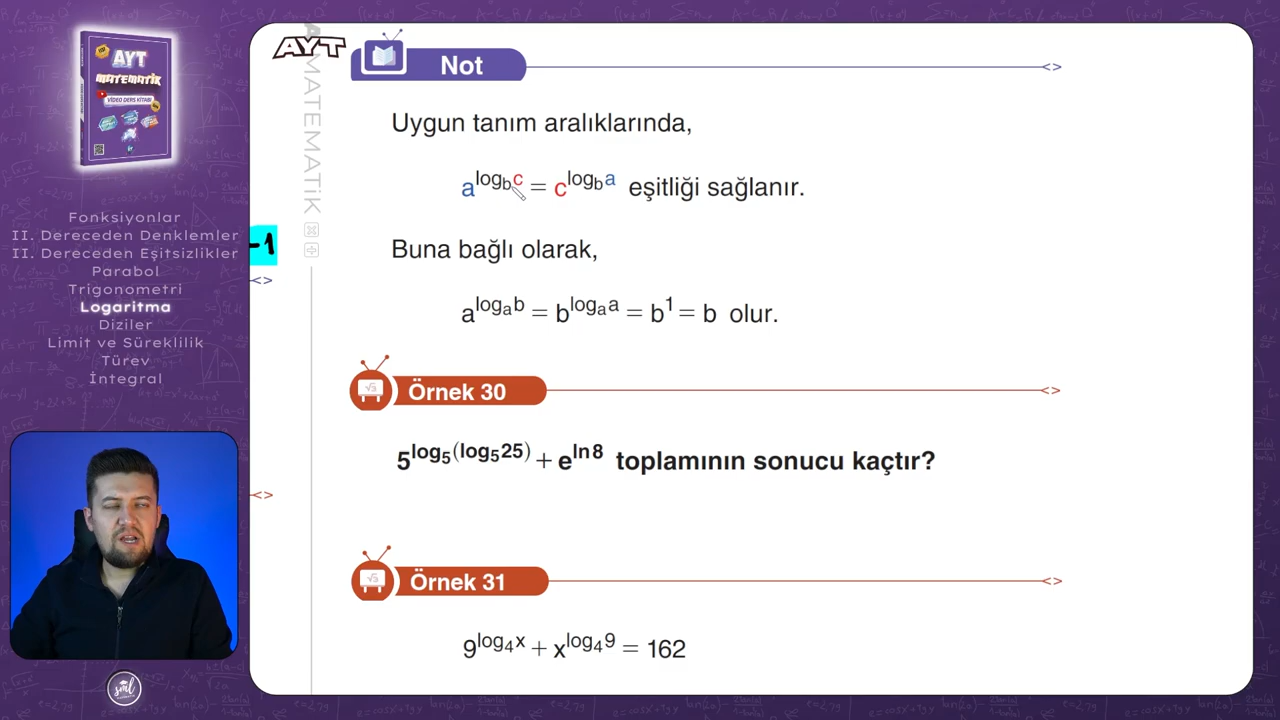 AYT
MATEMATİK
VİDEO DERS KİTABI
Fonksiyonlar
II. Dereceden Denklemler
II. Dereceden Eşitsizlikler
Parabol
Trigonometri
Logaritma
Diziler
Limit ve Süreklilik
Türev
İntegral
sml
-1
AYT
MATEMATİK
Not
Uygun tanım aralıklarında,
a^{log_b c} = c^{log_b a} eşitliği sağlanır.
Buna bağlı olarak,
a^{log_a b} = b^{log_a a} = b^1 = b olur.
Örnek 30
5^{log_5(log_5 25)} + e^{ln 8} toplamının sonucu kaçtır?
Örnek 31
9^{log_4 x} + x^{log_4 9} = 162